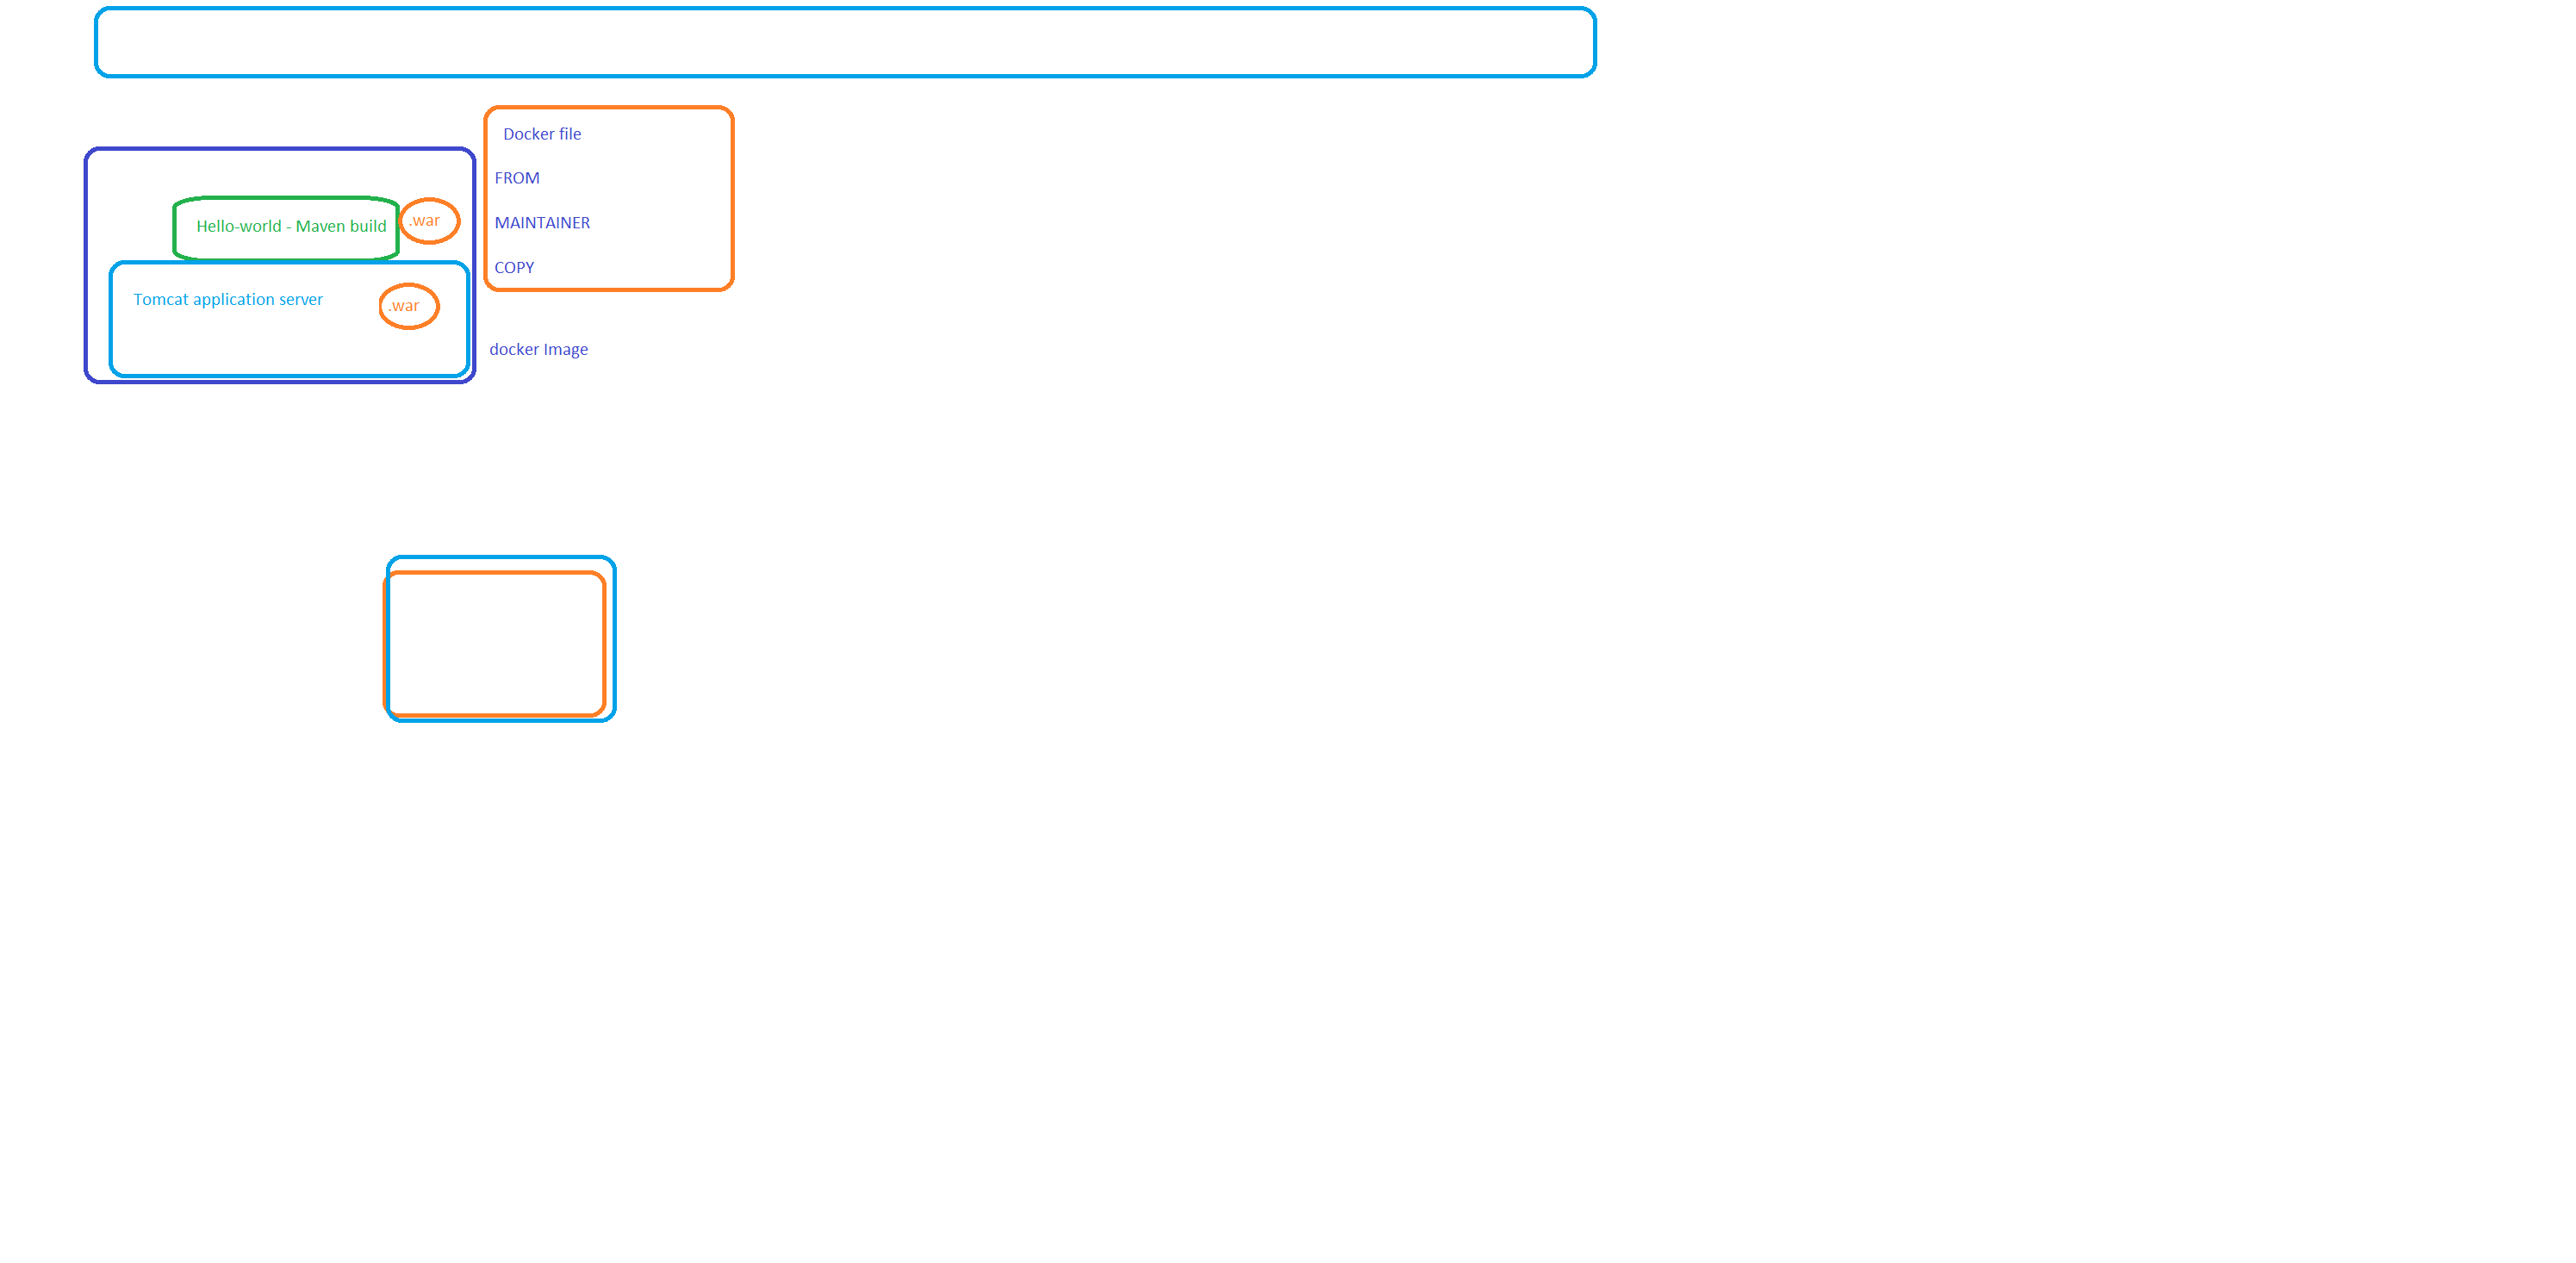 Docker file
FROM
MAINTAINER
COPY
Hello-world - Maven build
.war
Tomcat application server
.war
docker Image